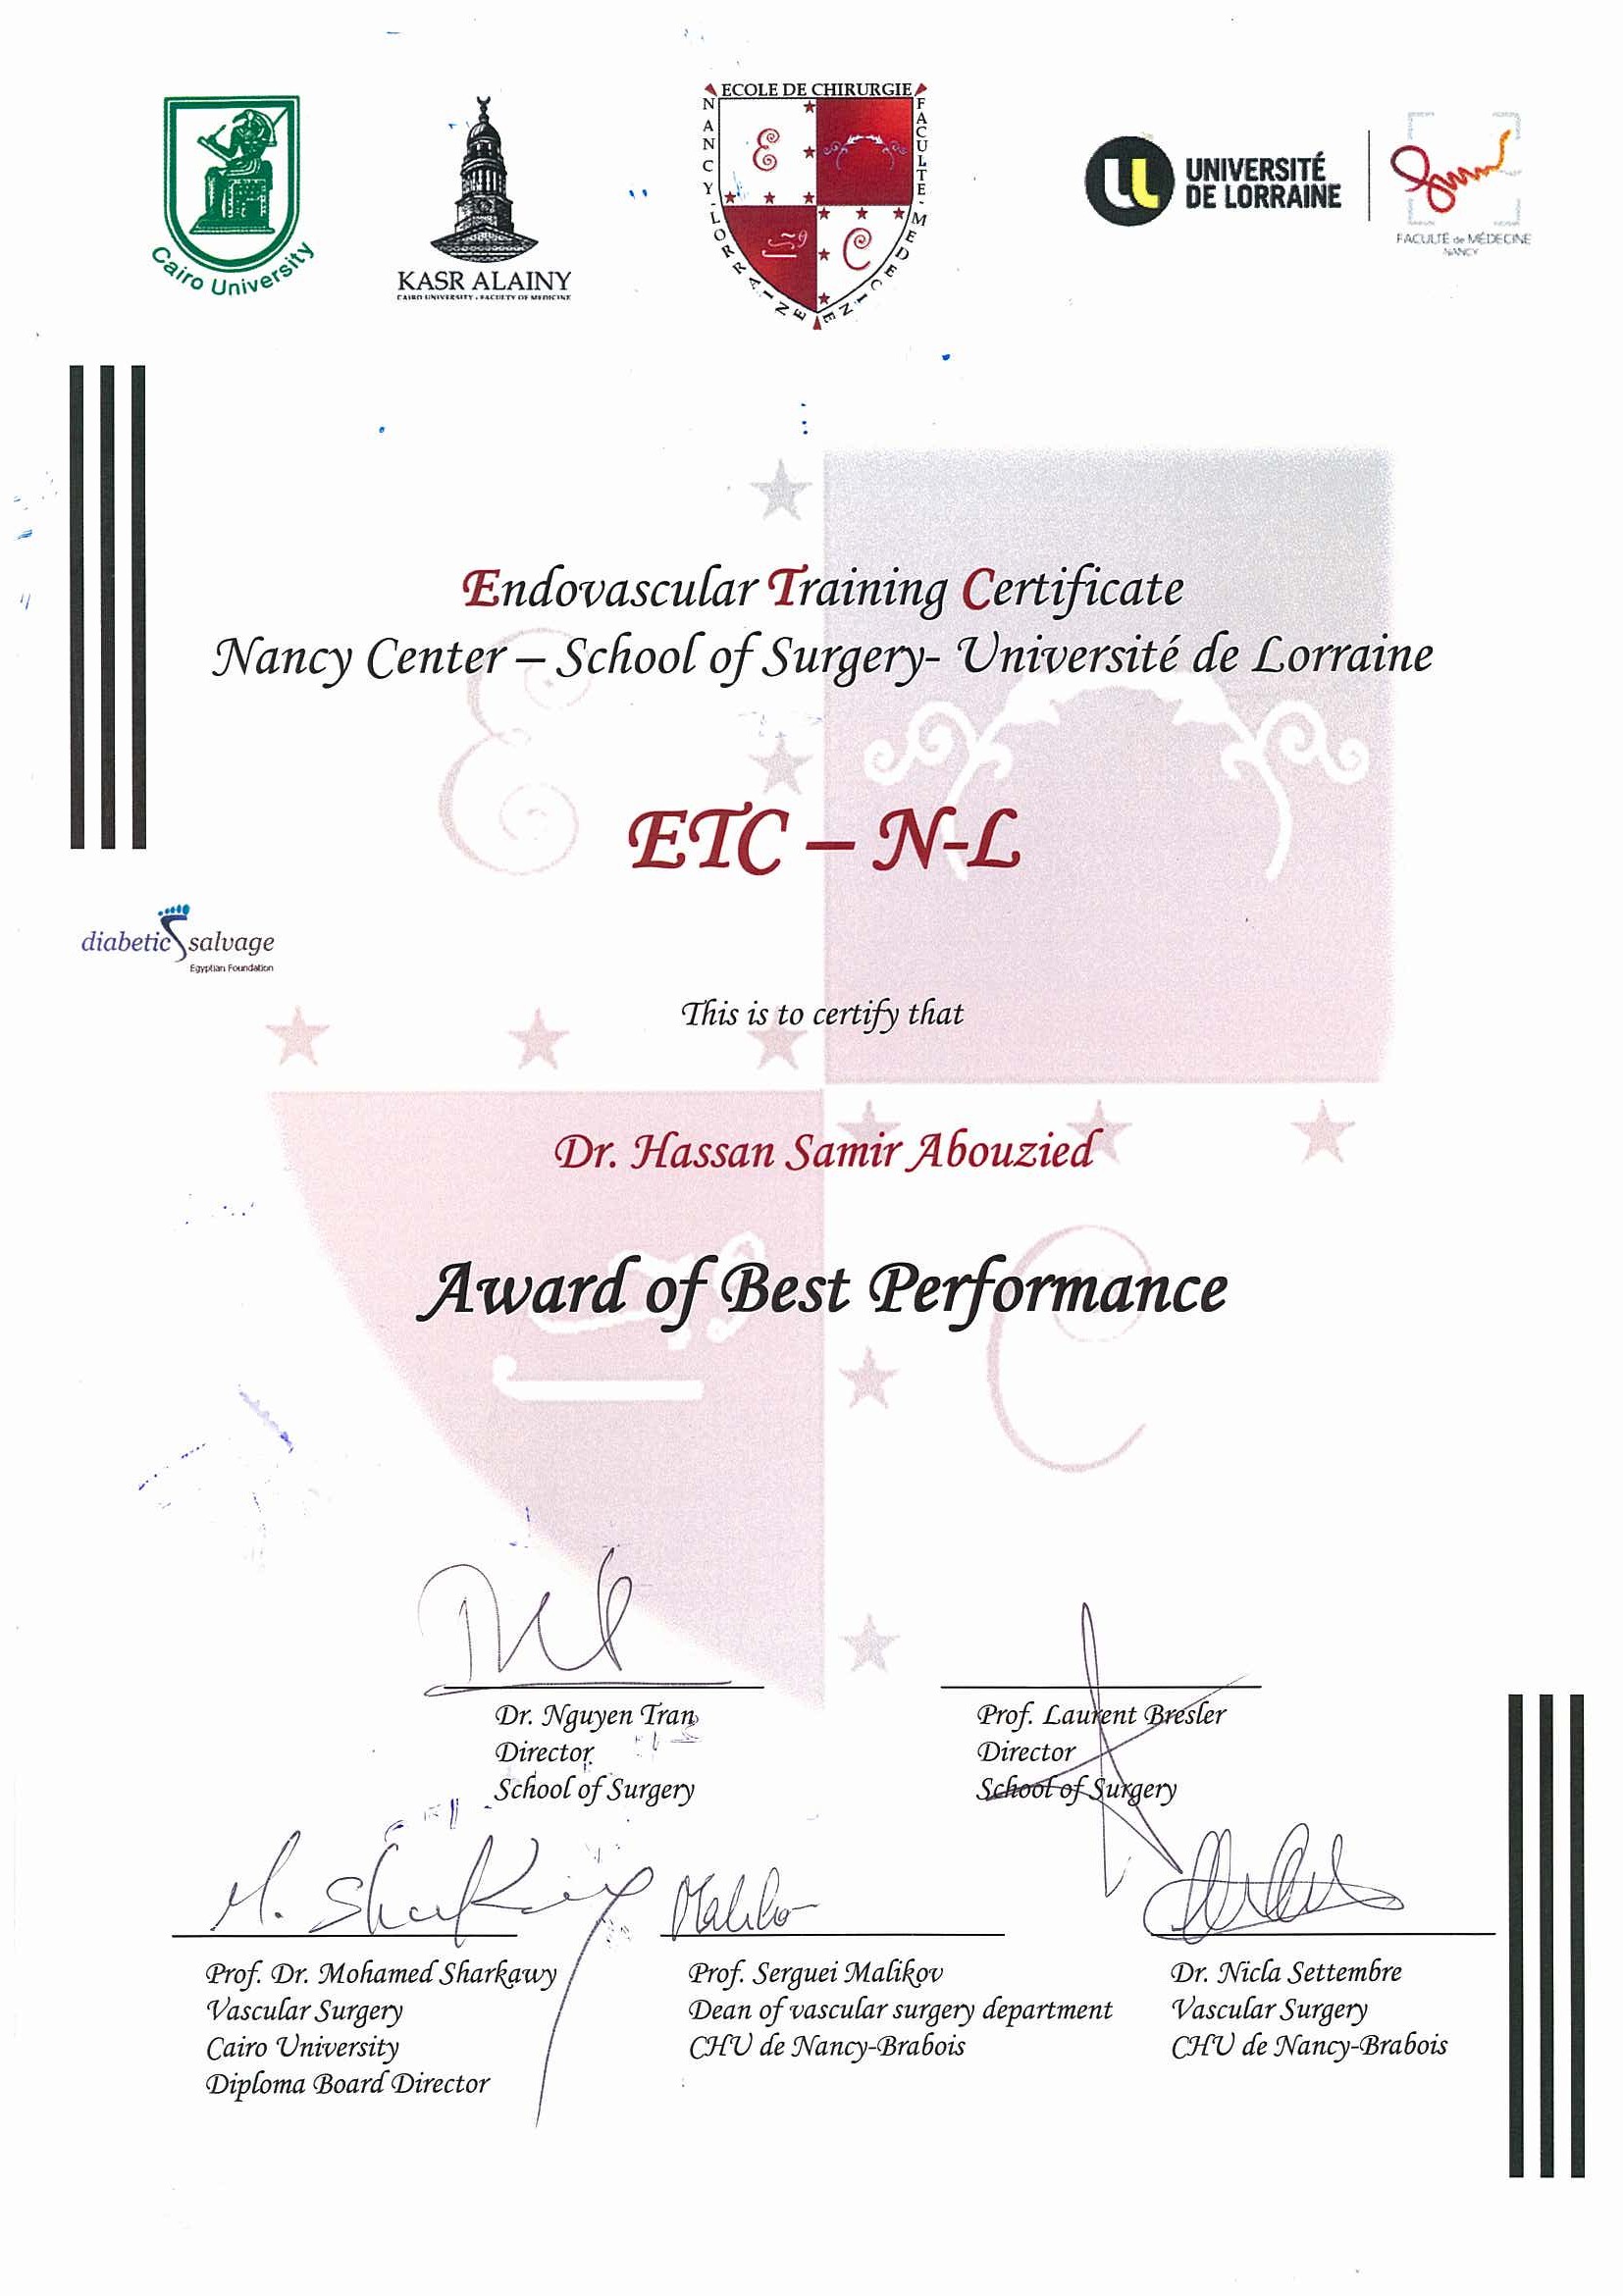 Cairo University
KASR ALAINY
CAIRO UNIVERSITY - FACULTY OF MEDICINE
ECOLE DE CHIRURGIE
NANCY-LORRAINE
FACULTE-MEDECINE
UNIVERSITÉ
DE LORRAINE
FACULTÉ de MÉDECINE
NANCY
Endovascular Training Certificate
Nancy Center – School of Surgery- Université de Lorraine
ETC – N-L
diabetic salvage
Egyptian Foundation
This is to certify that
Dr. Hassan Samir Abouzied
Award of Best Performance
Dr. Nguyen Tran
Director
School of Surgery
Prof. Laurent Bresler
Director
School of Surgery
M. Sharkawy
Malikov
Prof. Dr. Mohamed Sharkawy
Vascular Surgery
Cairo University
Diploma Board Director
Prof. Serguei Malikov
Dean of vascular surgery department
CHU de Nancy-Brabois
Dr. Nicla Settembre
Vascular Surgery
CHU de Nancy-Brabois